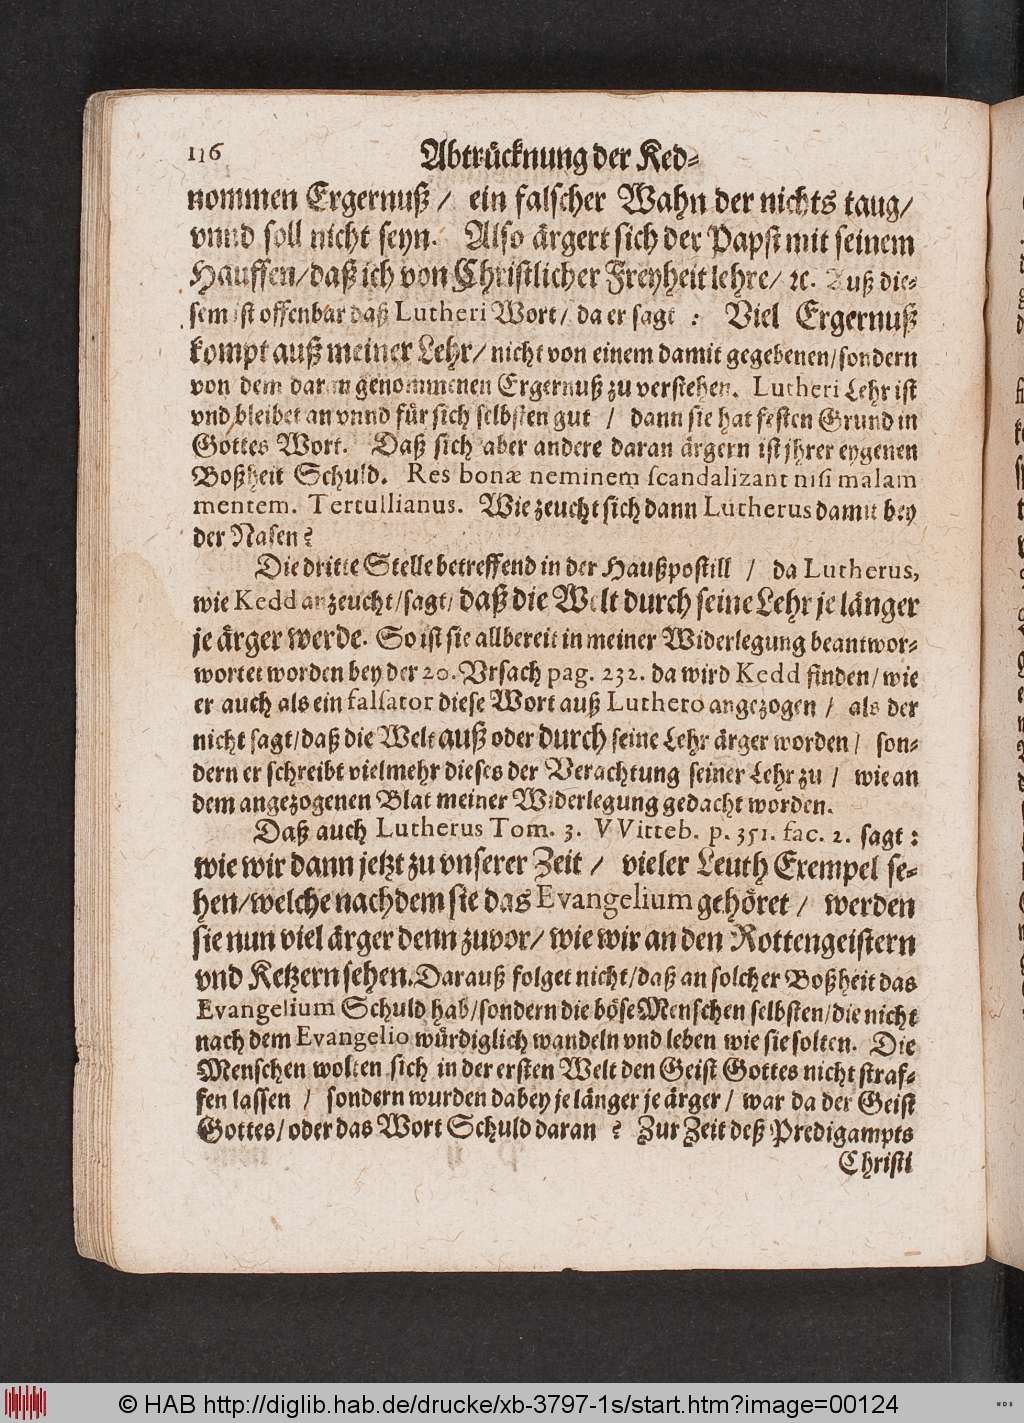 116 Abtrücknung der Ked-
nommen Ergernuß / ein falscher Wahn der nichts taug /
vnnd soll nicht seyn. Also ärgert sich der Papst mit seinem
Hauffen / daß ich von Christlicher Freyheit lehre / ꝛc. Auß die-
sem ist offenbar daß Lutheri Wort / da er sagt : Viel Ergernuß
kompt auß meiner Lehr / nicht von einem damit gegebenen / sondern
von dem daran genommenen Ergernuß zu verstehen. Lutheri Lehr ist
vnd bleibet an vnnd für sich selbsten gut / dann sie hat festen Grund in
Gottes Wort. Daß sich aber andere daran ärgern ist jhrer eygenen
Boßheit Schuld. Res bonæ neminem scandalizant nisi malam
mentem. Tertullianus. Wie zeucht sich dann Lutherus damit bey
der Nasen?
Die dritte Stelle betreffend in der Haußpostill / da Lutherus,
wie Kedd anzeucht / sagt / daß die Welt durch seine Lehr je länger
je ärger werde. So ist sie allbereit in meiner Widerlegung beantwor-
wortet worden bey der 20. Vrsach pag. 232. da wird Kedd finden / wie
er auch als ein falsator diese Wort auß Luthero angezogen / als der
nicht sagt / daß die Welt auß oder durch seine Lehr ärger worden / son-
dern er schreibt vielmehr dieses der Verachtung seiner Lehr zu / wie an
dem angezogenen Blat meiner Widerlegung gedacht worden.
Daß auch Lutherus Tom. 3. VVitteb. p. 351. fac. 2. sagt :
wie wir dann jetzt zu vnserer Zeit / vieler Leuth Exempel se-
hen / welche nachdem sie das Evangelium gehöret / werden
sie nun viel ärger denn zuvor / wie wir an den Rottengeistern
vnd Ketzern sehen. Darauß folget nicht / daß an solcher Boßheit das
Evangelium Schuld hab / sondern die böse Menschen selbsten / die nicht
nach dem Evangelio würdiglich wandeln vnd leben wie sie solten. Die
Menschen wolten sich in der ersten Welt den Geist Gottes nicht straf-
fen lassen / sondern wurden dabey je länger je ärger / war da der Geist
Gottes / oder das Wort Schuld daran ? Zur Zeit deß Predigampts
Christi
© HAB http://diglib.hab.de/drucke/xb-3797-1s/start.htm?image=00124